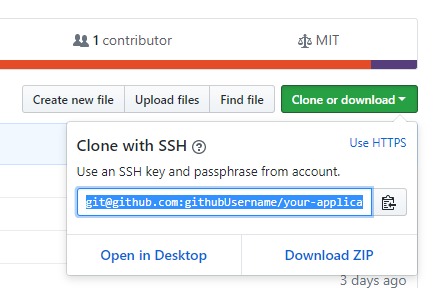 1 contributor
MIT
Create new file
Upload files
Find file
Clone or download
Clone with SSH ?
Use HTTPS
Use an SSH key and passphrase from account.
git@github.com:githubUsername/your-applica
Open in Desktop
Download ZIP
3 days ago